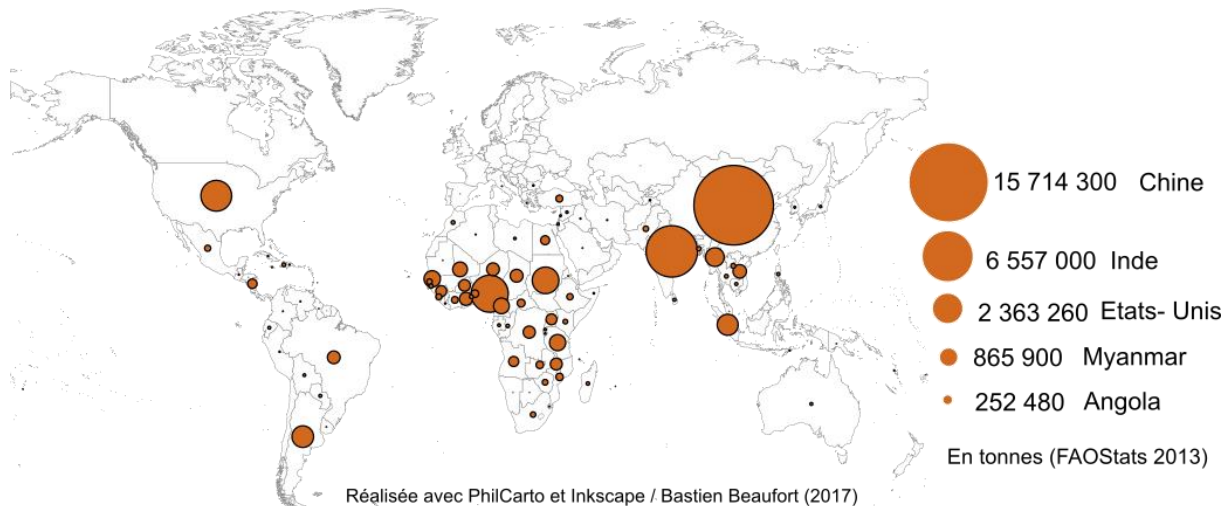 15 714 300 Chine
6 557 000 Inde
2 363 260 Etats- Unis
865 900 Myanmar
252 480 Angola
En tonnes (FAOStats 2013)
Réalisée avec PhilCarto et Inkscape / Bastien Beaufort (2017)